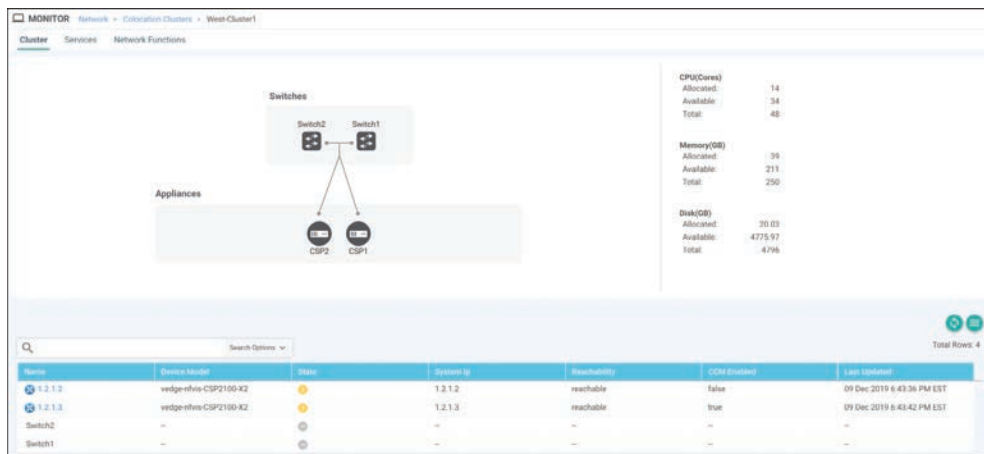 MONITOR Network > Colocation Clusters > West-Cluster1
Cluster Services Network Functions
Switches
Switch2 Switch1
Appliances
CSP2 CSP1
CPU(Cores)
Allocated: 14
Available: 34
Total: 48
Memory(GB)
Allocated: 39
Available: 211
Total: 250
Disk(GB)
Allocated: 20.03
Available: 4775.97
Total: 4796
Search Options
Total Rows: 4
Name Device Model State System Ip Reachability CCM Enabled Last Updated
1.2.1.2 vedge-nfvis-CSP2100-X2 1.2.1.2 reachable false 09 Dec 2019 6:43:36 PM EST
1.2.1.3 vedge-nfvis-CSP2100-X2 1.2.1.3 reachable true 09 Dec 2019 6:43:42 PM EST
Switch2 -- -- -- -- --
Switch1 -- -- -- -- --